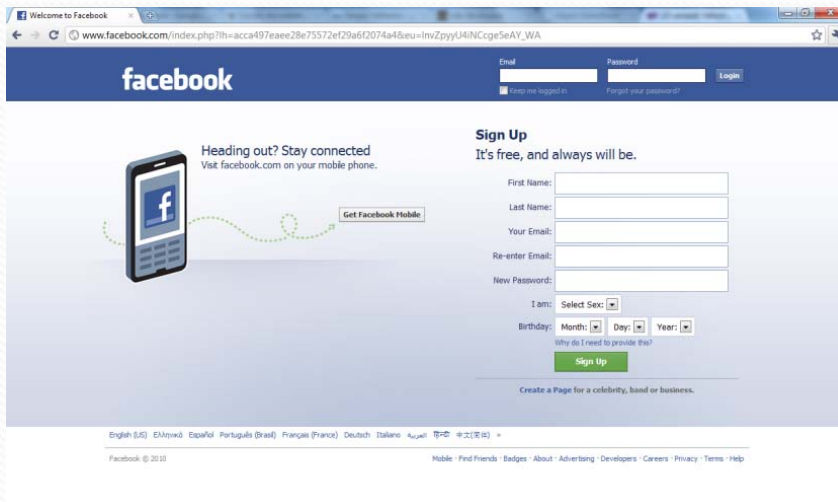 Welcome to Facebook
www.facebook.com/index.php?lh=acca497eaee28e75572ef29a6f2074a4&eu=InvZpyyU4iNCcge5eAY_WA
facebook
Email
Password
Login
Keep me logged in
Forgot your password?
Heading out? Stay connected
Visit facebook.com on your mobile phone.
Get Facebook Mobile
Sign Up
It's free, and always will be.
First Name:
Last Name:
Your Email:
Re-enter Email:
New Password:
I am: Select Sex:
Birthday: Month: Day: Year:
Why do I need to provide this?
Sign Up
Create a Page for a celebrity, band or business.
English (US) Ελληνικά Español Português (Brasil) Français (France) Deutsch Italiano العربية हिन्दी 中文(简体) »
Facebook © 2010
Mobile · Find Friends · Badges · About · Advertising · Developers · Careers · Privacy · Terms · Help